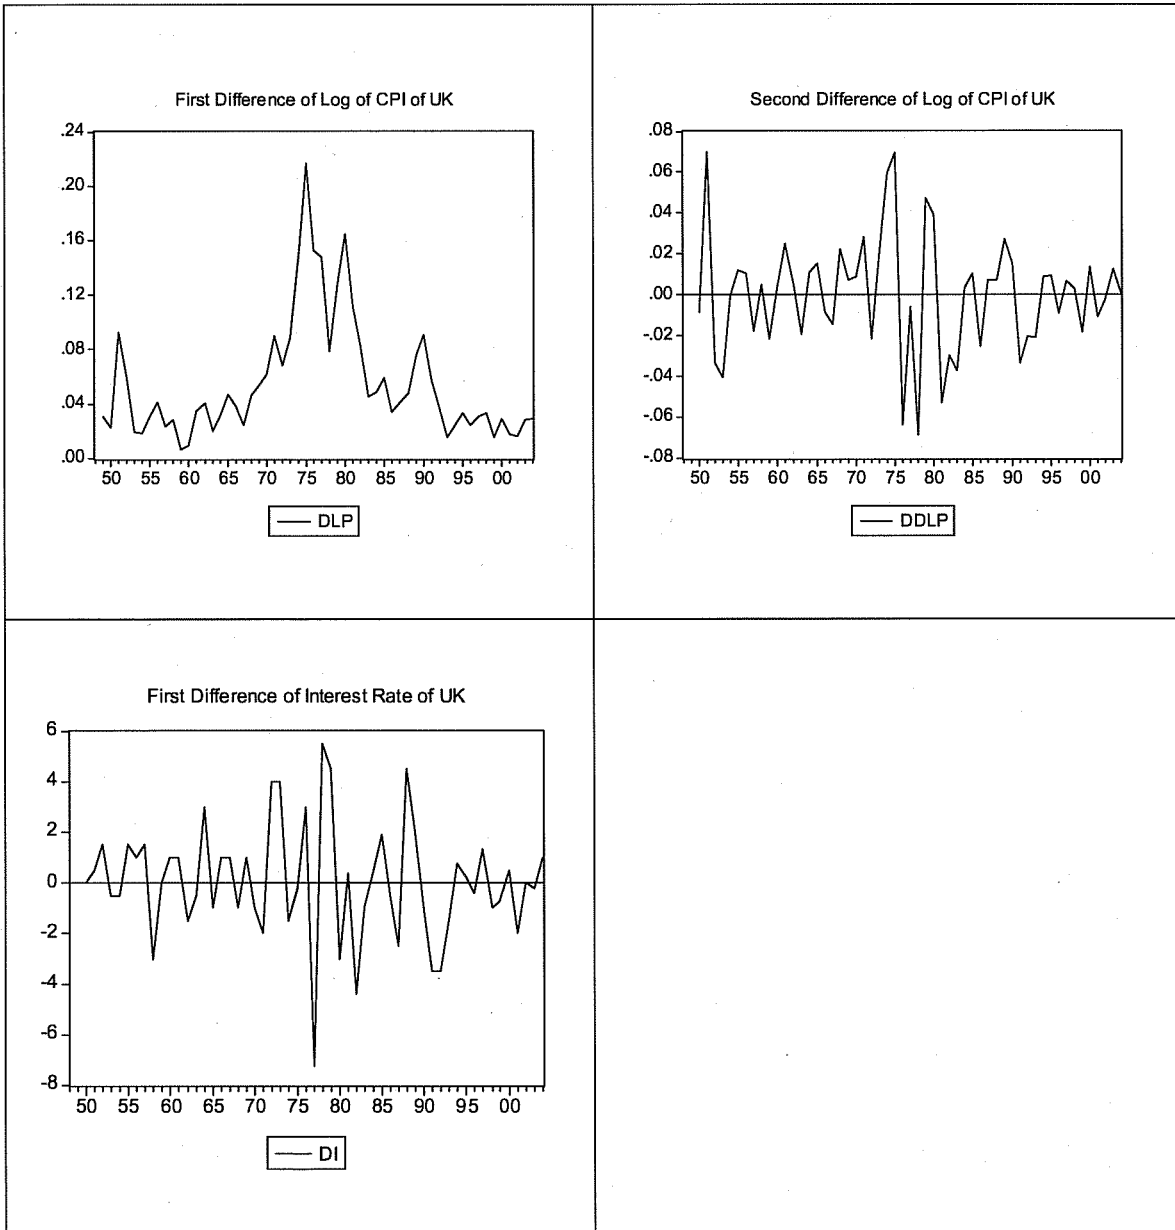 First Difference of Log of CPI of UK
.24
.20
.16
.12
.08
.04
.00
50 55 60 65 70 75 80 85 90 95 00
DLP
Second Difference of Log of CPI of UK
.08
.06
.04
.02
.00
-.02
-.04
-.06
-.08
50 55 60 65 70 75 80 85 90 95 00
DDLP
First Difference of Interest Rate of UK
6
4
2
0
-2
-4
-6
-8
50 55 60 65 70 75 80 85 90 95 00
DI